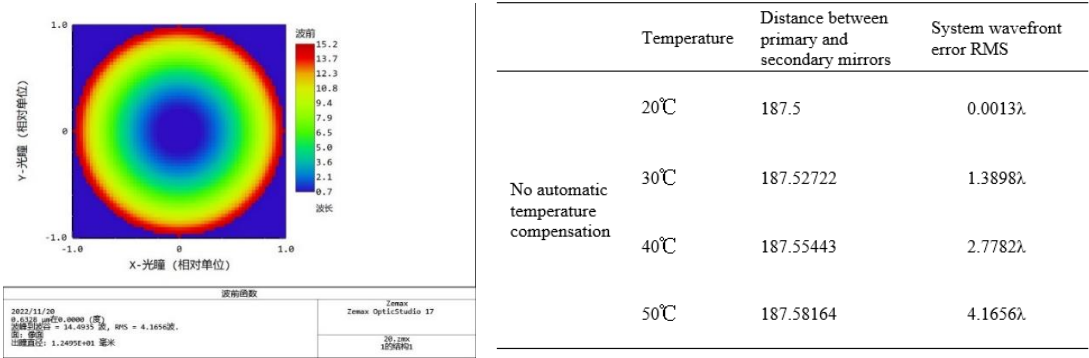 1.0
0
-1.0
-1.0
0
1.0
Y-光瞳 (相对单位)
X-光瞳 (相对单位)
波前
15.2
13.7
12.3
10.8
9.4
7.9
6.5
5.0
3.6
2.1
0.7
波长
波前函数
2022/11/20
0.6328 μm在0.0000 (度)
波峰到波谷 = 14.4935 波, RMS = 4.1656波.
面: 像面
出瞳直径: 1.2495E+01 毫米
Zemax
Zemax OpticStudio 17
20.zmx
Temperature
Distance between
primary and
secondary mirrors
System wavefront
error RMS
No automatic
temperature
compensation
20℃ 187.5 0.0013λ
30℃ 187.52722 1.3898λ
40℃ 187.55443 2.7782λ
50℃ 187.58164 4.1656λ